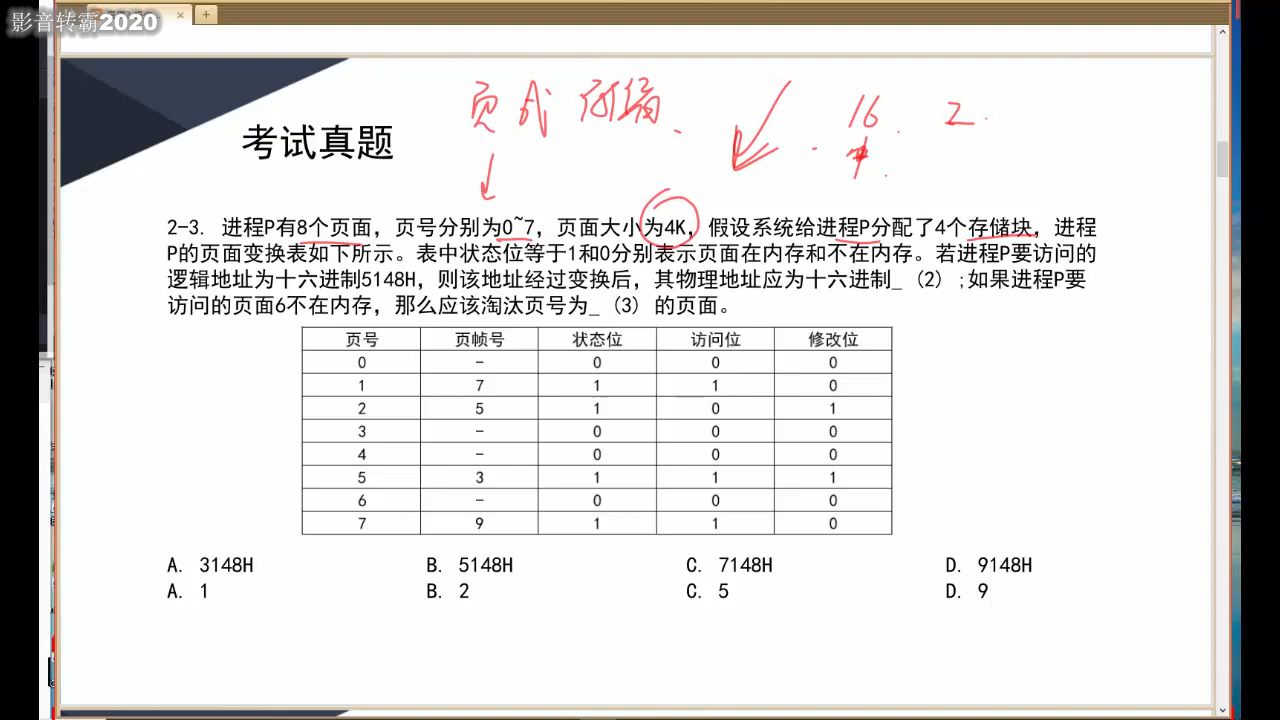 影音转霸2020
页 成
16 2
考试真题
2-3. 进程P有8个页面，页号分别为0~7，页面大小为4K，假设系统给进程P分配了4个存储块，进程
P的页面变换表如下所示。表中状态位等于1和0分别表示页面在内存和不在内存。若进程P要访问的
逻辑地址为十六进制5148H，则该地址经过变换后，其物理地址应为十六进制_（2）;如果进程P要
访问的页面6不在内存，那么应该淘汰页号为_（3）的页面。
页号 页帧号 状态位 访问位 修改位
0 - 0 0 0
1 7 1 1 0
2 5 1 0 1
3 - 0 0 0
4 - 0 0 0
5 3 1 1 1
6 - 0 0 0
7 9 1 1 0
A. 3148H B. 5148H C. 7148H D. 9148H
A. 1 B. 2 C. 5 D. 9